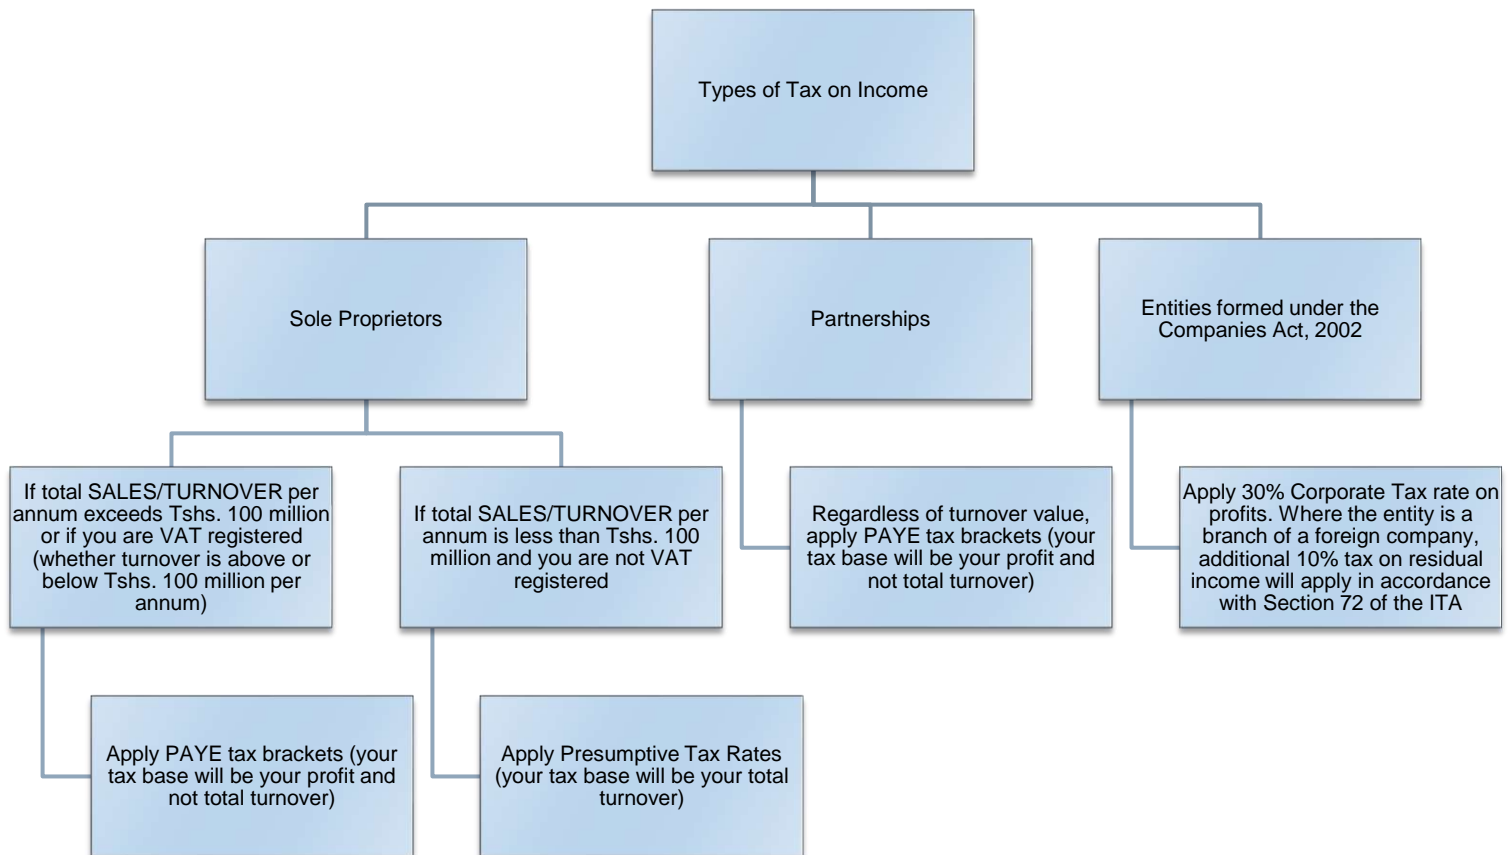 Types of Tax on Income
Sole Proprietors
Partnerships
Entities formed under the
Companies Act, 2002
If total SALES/TURNOVER per
annum exceeds Tshs. 100 million
or if you are VAT registered
(whether turnover is above or
below Tshs. 100 million per
annum)
If total SALES/TURNOVER per
annum is less than Tshs. 100
million and you are not VAT
registered
Regardless of turnover value,
apply PAYE tax brackets (your
tax base will be your profit and
not total turnover)
Apply 30% Corporate Tax rate on
profits. Where the entity is a
branch of a foreign company,
additional 10% tax on residual
income will apply in accordance
with Section 72 of the ITA
Apply PAYE tax brackets (your
tax base will be your profit and
not total turnover)
Apply Presumptive Tax Rates
(your tax base will be your total
turnover)